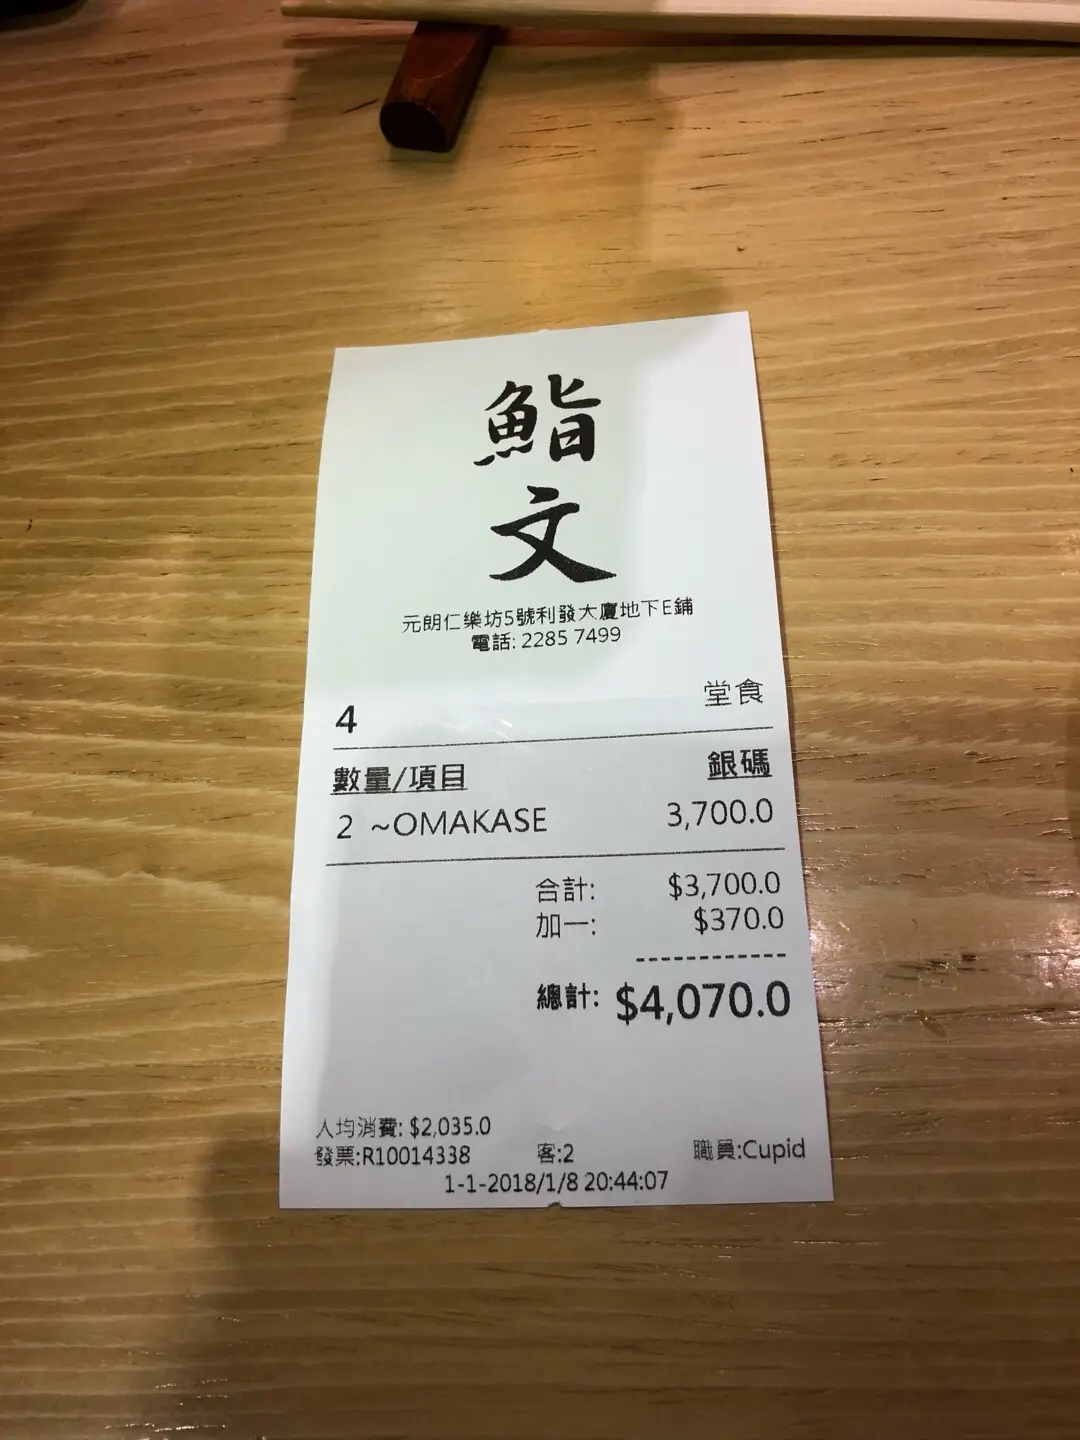 鮨
文
元朗仁樂坊5號利發大廈地下E鋪
電話: 2285 7499
4 堂食
數量/項目 銀碼
2 ~OMAKASE 3,700.0
合計: $3,700.0
加一: $370.0
------------
總計: $4,070.0
人均消費: $2,035.0
發票:R10014338 客:2 職員:Cupid
1-1-2018/1/8 20:44:07